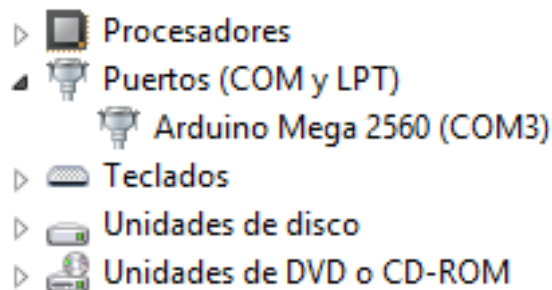 Procesadores
Puertos (COM y LPT)
Arduino Mega 2560 (COM3)
Teclados
Unidades de disco
Unidades de DVD o CD-ROM